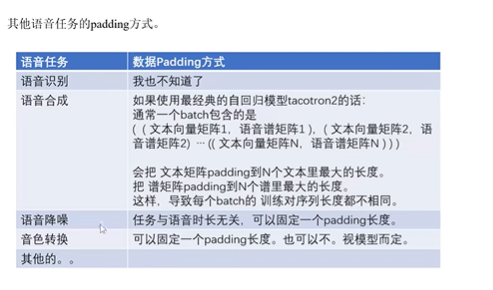 其他语音任务的padding方式。
语音任务 数据Padding方式
语音识别 我也不知道了
语音合成 如果使用最经典的自回归模型tacotron2的话：
通常一个batch包含的是
(（文本向量矩阵1，语音谱矩阵1），（文本向量矩阵2，语
音谱矩阵2）…((文本向量矩阵N，语音谱矩阵N)))
会把 文本矩阵padding到N个文本里最大的长度。
把 谱矩阵padding到N个谱里最大的长度。
这样，导致每个batch的 训练对序列长度都不相同。
语音降噪 任务与语音时长无关，可以固定一个padding长度。
音色转换 可以固定一个padding长度。也可以不。视模型而定。
其他的。。